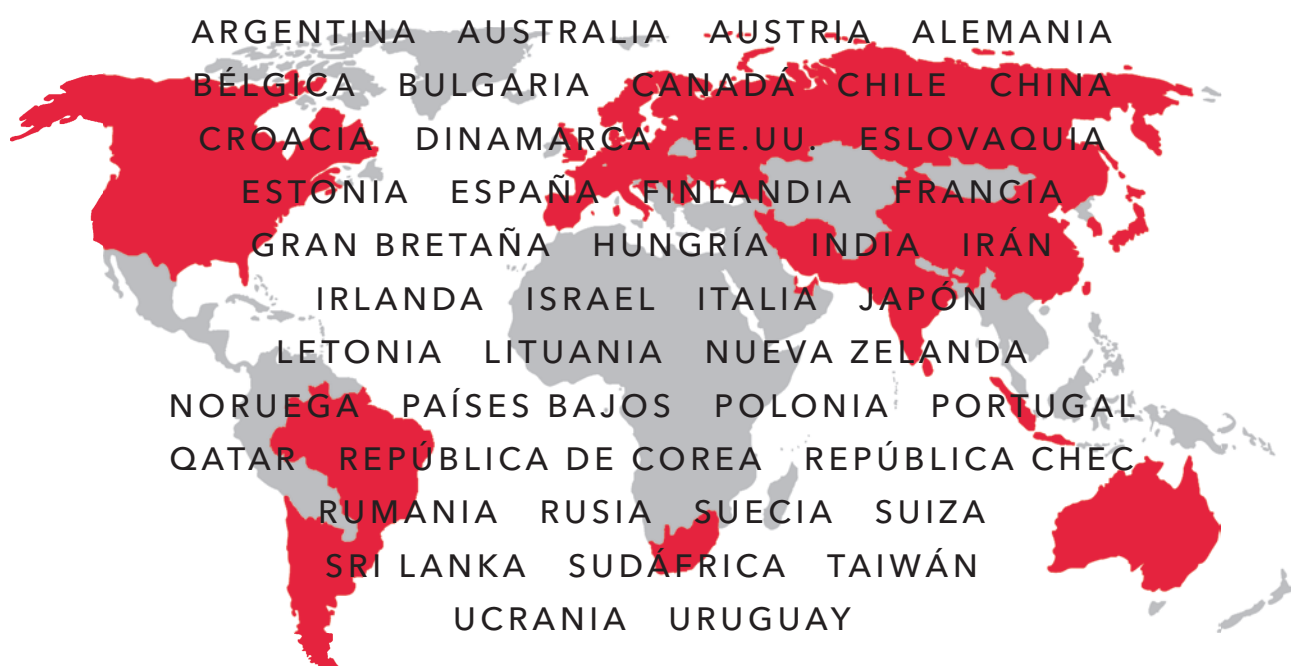 ARGENTINA AUSTRALIA AUSTRIA ALEMANIA
BÉLGICA BULGARIA CANADÁ CHILE CHINA
CROACIA DINAMARCA EE.UU. ESLOVAQUIA
ESTONIA ESPAÑA FINLANDIA FRANCIA
GRAN BRETAÑA HUNGRÍA INDIA IRÁN
IRLANDA ISRAEL ITALIA JAPÓN
LETONIA LITUANIA NUEVA ZELANDA
NORUEGA PAÍSES BAJOS POLONIA PORTUGAL
QATAR REPÚBLICA DE COREA REPÚBLICA CHEC
RUMANIA RUSIA SUECIA SUIZA
SRI LANKA SUDÁFRICA TAIWÁN
UCRANIA URUGUAY